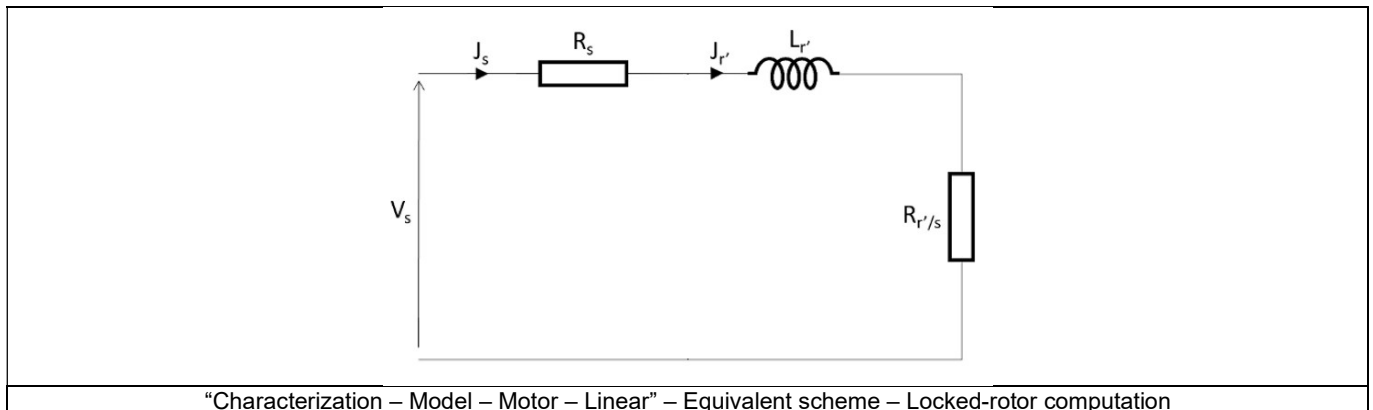 J_s
R_s
J_r'
L_r'
V_s
R_r'/s
“Characterization – Model – Motor – Linear” – Equivalent scheme – Locked-rotor computation